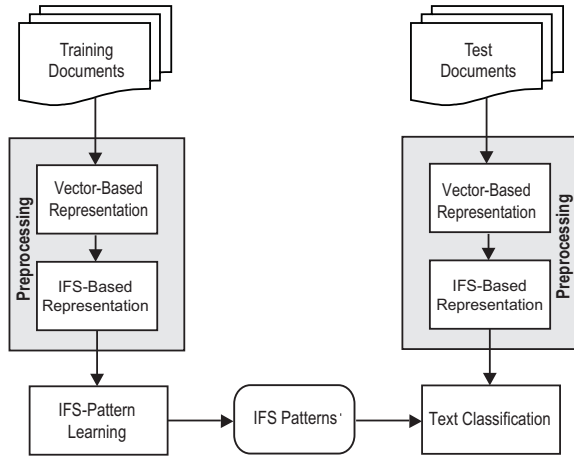 Training
Documents
Test
Documents
Preprocessing
Vector-Based
Representation
IFS-Based
Representation
Vector-Based
Representation
IFS-Based
Representation
Preprocessing
IFS-Pattern
Learning
IFS Patterns
Text Classification